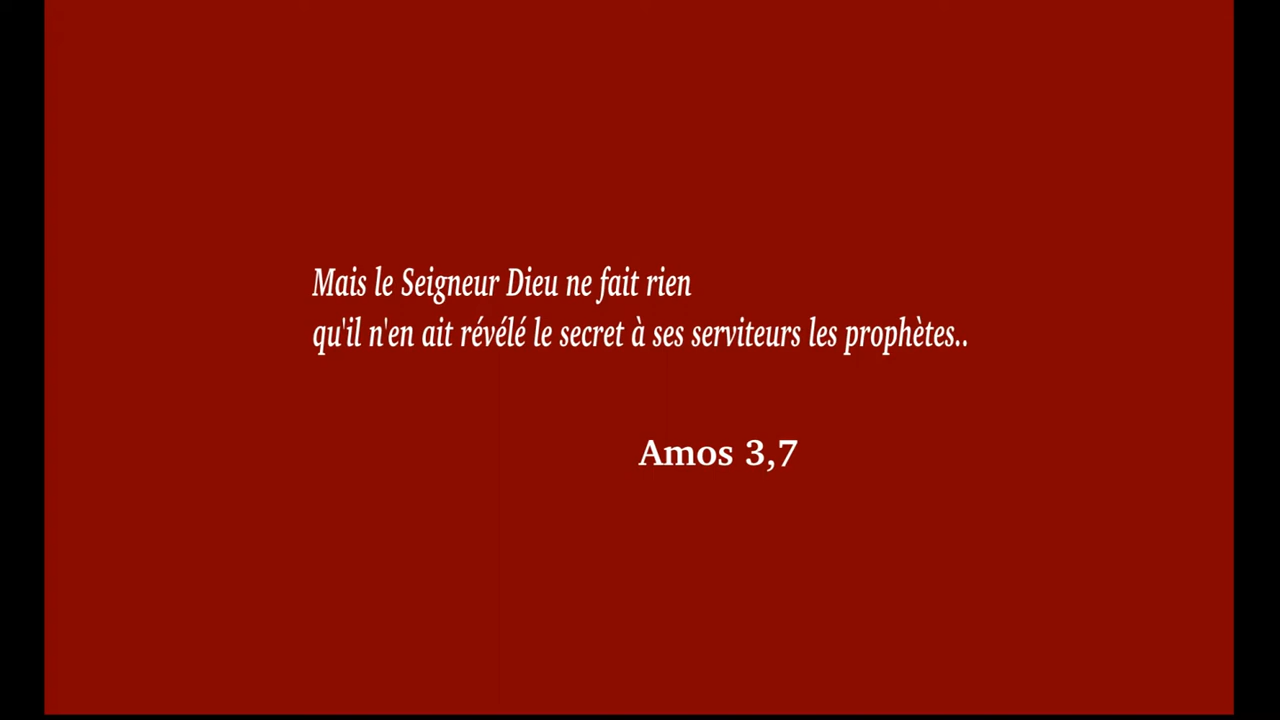 Mais le Seigneur Dieu ne fait rien
qu'il n'en ait révélé le secret à ses serviteurs les prophètes..
Amos 3,7